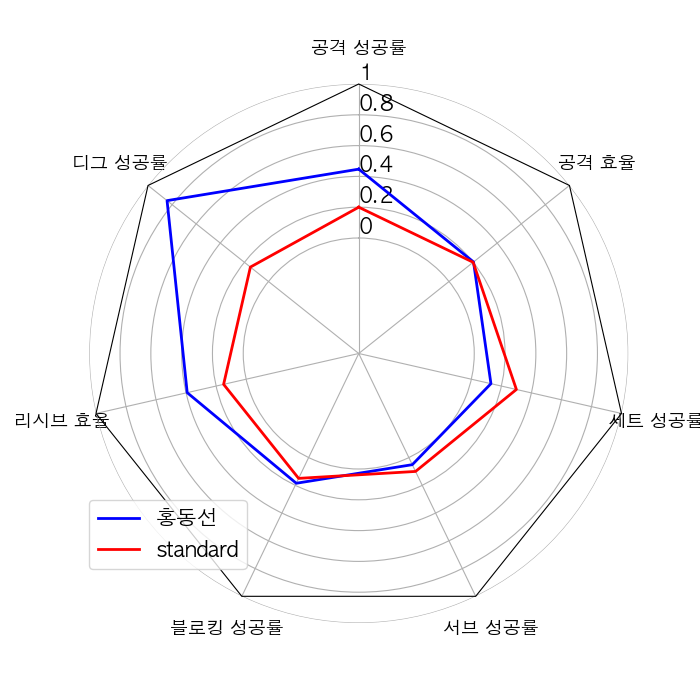 공격 성공률
1
0.8
0.6
0.4
0.2
0
디그 성공률
공격 효율
리시브 효율
세트 성공률
홍동선
standard
블로킹 성공률
서브 성공률